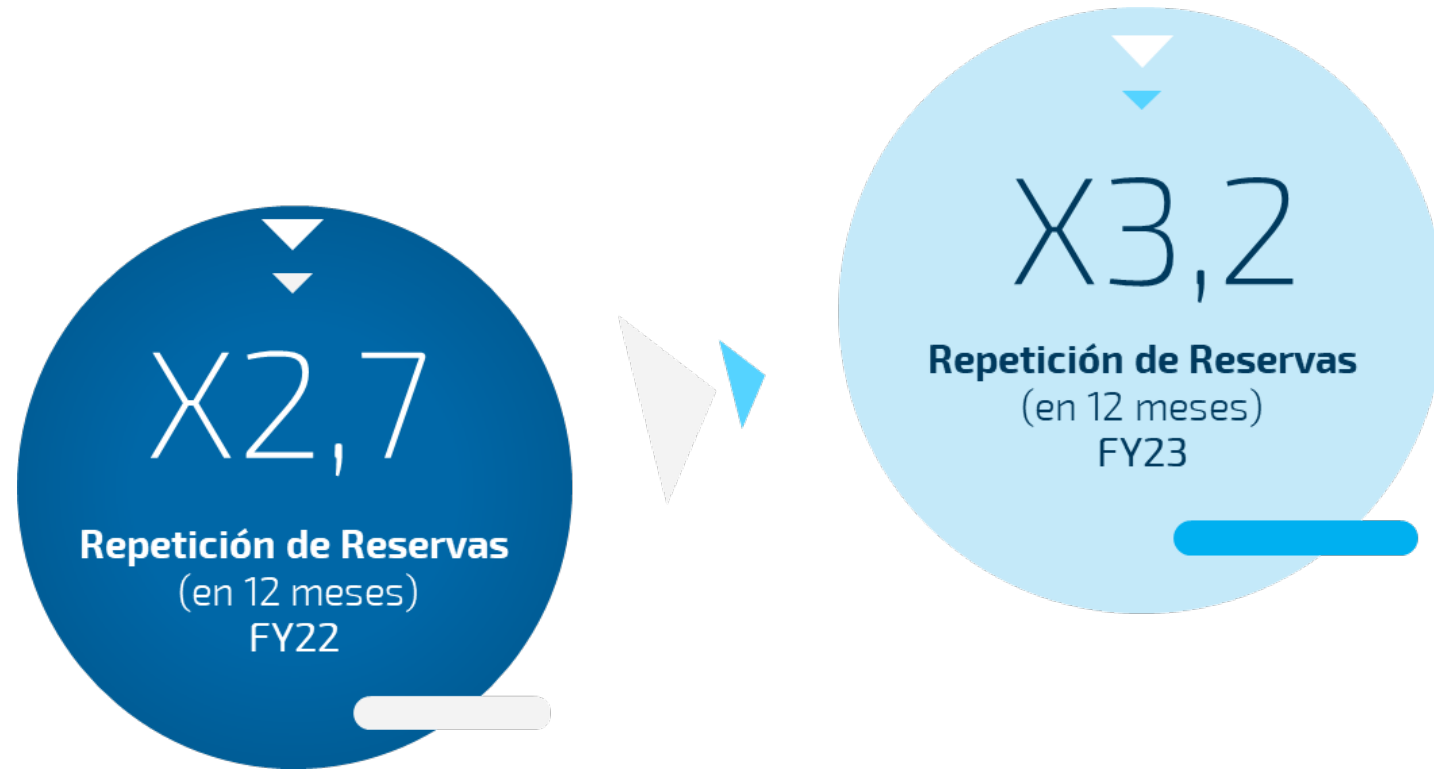 X2,7
Repetición de Reservas
(en 12 meses)
FY22
X3,2
Repetición de Reservas
(en 12 meses)
FY23